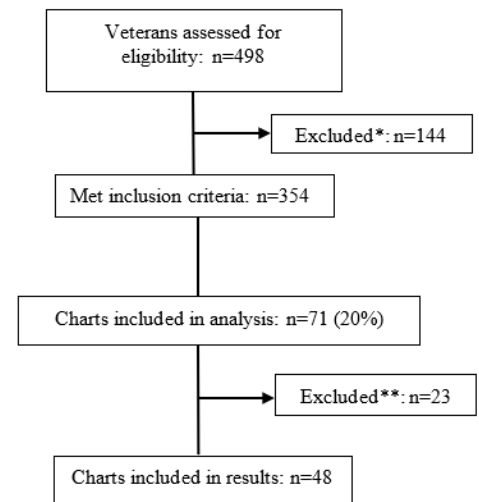 Veterans assessed for
eligibility: n=498
Excluded*: n=144
Met inclusion criteria: n=354
Charts included in analysis: n=71 (20%)
Excluded**: n=23
Charts included in results: n=48